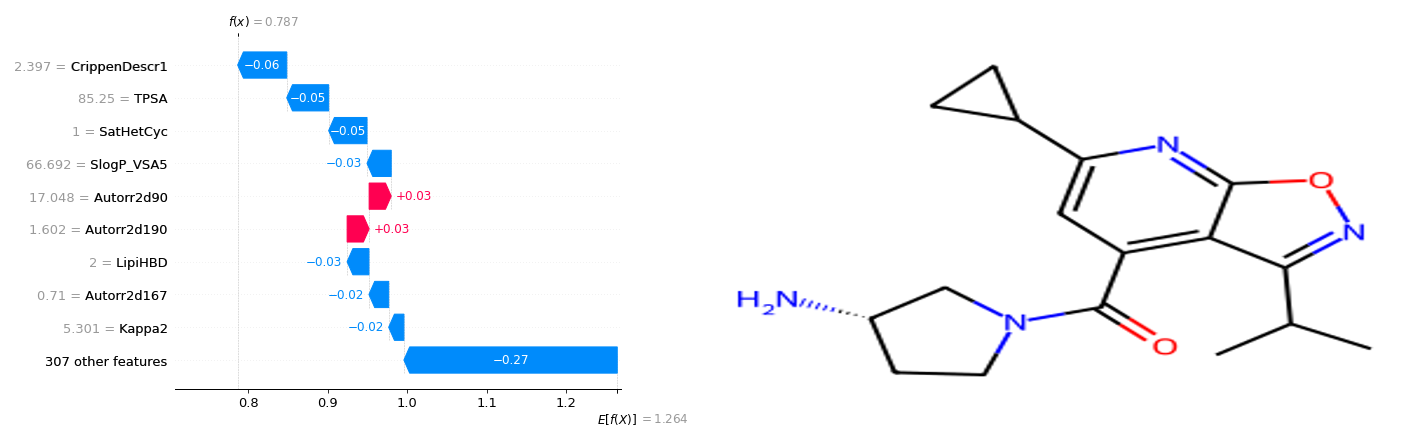 f(x) = 0.787
2.397 = CrippenDescr1
−0.06
85.25 = TPSA
−0.05
1 = SatHetCyc
−0.05
66.692 = SlogP_VSA5
−0.03
17.048 = Autorr2d90
+0.03
1.602 = Autorr2d190
+0.03
2 = LipiHBD
−0.03
0.71 = Autorr2d167
−0.02
5.301 = Kappa2
−0.02
307 other features
−0.27
0.8 0.9 1.0 1.1 1.2
E[f(X)] = 1.264
N
O
N
H2N
N
O